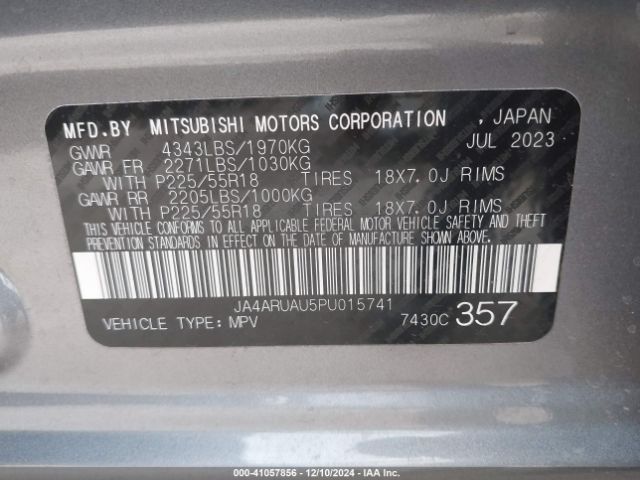 MFD.BY MITSUBISHI MOTORS CORPORATION , JAPAN
GVWR 4343LBS/1970KG JUL 2023
GAWR FR 2271LBS/1030KG
WITH P225/55R18 TIRES 18X7.0J RIMS
GAWR RR 2205LBS/1000KG
WITH P225/55R18 TIRES 18X7.0J RIMS
THIS VEHICLE CONFORMS TO ALL APPLICABLE FEDERAL MOTOR VEHICLE SAFETY AND THEFT
PREVENTION STANDARDS IN EFFECT ON THE DATE OF MANUFACTURE SHOWN ABOVE.
JA4ARUAU5PU015741
VEHICLE TYPE: MPV 7430C 357
000-41057856 • 12/10/2024 • IAA Inc.